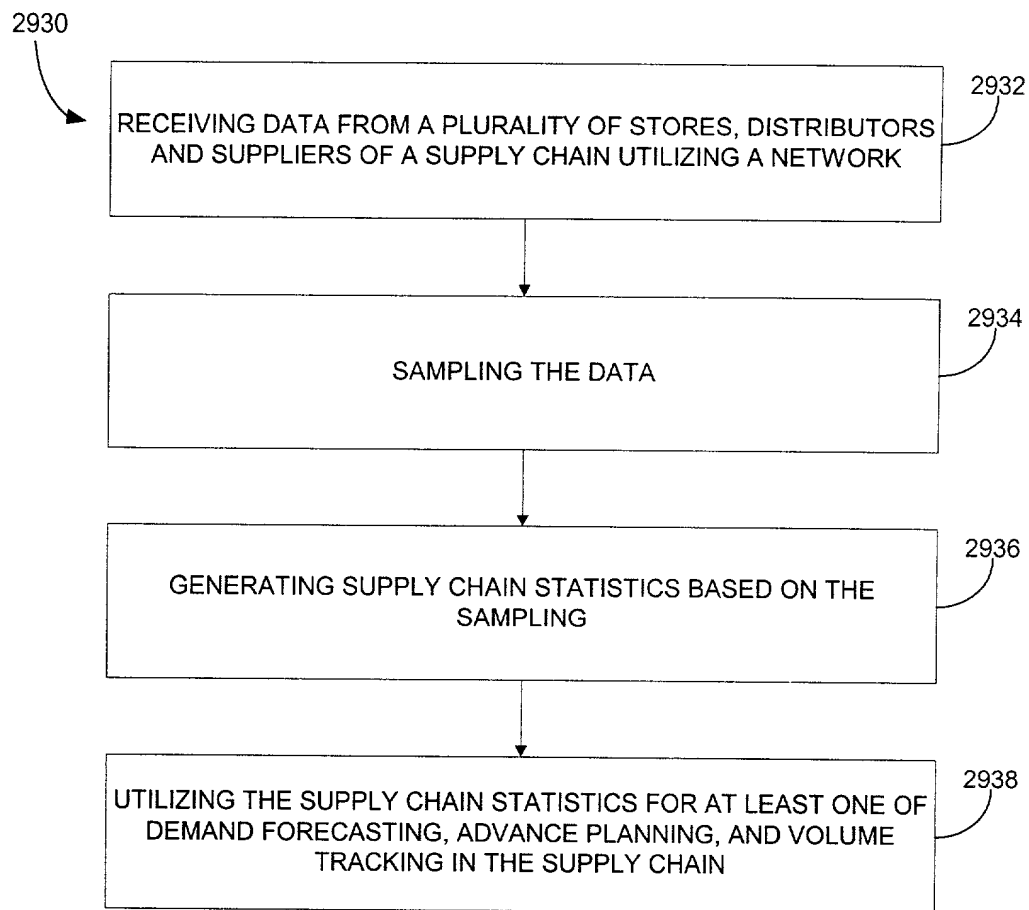 2930
2932
RECEIVING DATA FROM A PLURALITY OF STORES, DISTRIBUTORS
AND SUPPLIERS OF A SUPPLY CHAIN UTILIZING A NETWORK
2934
SAMPLING THE DATA
2936
GENERATING SUPPLY CHAIN STATISTICS BASED ON THE
SAMPLING
2938
UTILIZING THE SUPPLY CHAIN STATISTICS FOR AT LEAST ONE OF
DEMAND FORECASTING, ADVANCE PLANNING, AND VOLUME
TRACKING IN THE SUPPLY CHAIN